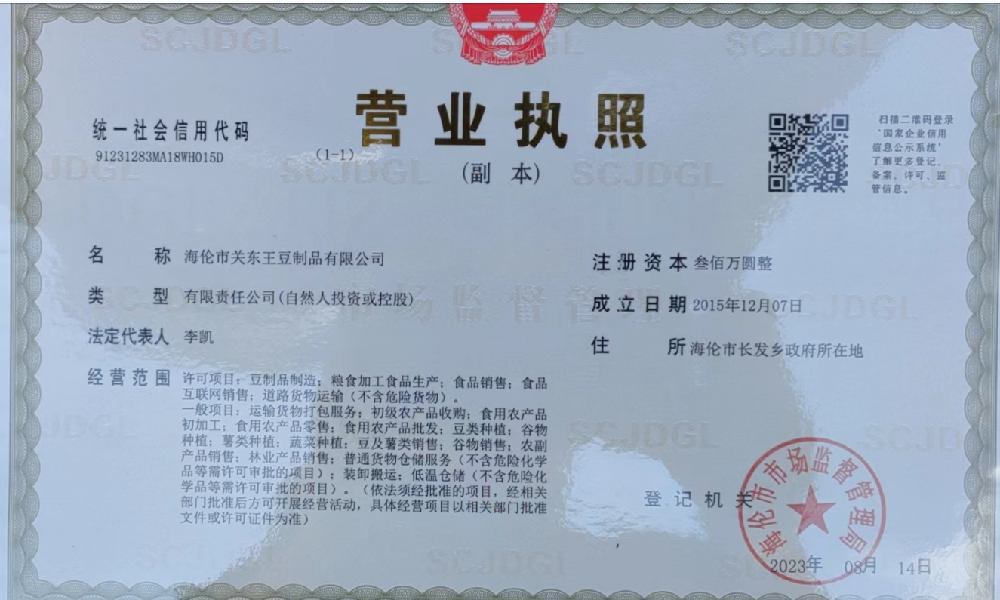 营业执照
(副 本)
统一社会信用代码
91231283MA18WH015D
(1-1)
扫描二维码登录
‘国家企业信用
信息公示系统’
了解更多登记、
备案、许可、监
管信息。
名 称 海伦市关东王豆制品有限公司
类 型 有限责任公司(自然人投资或控股)
法定代表人 李凯
经营范围 许可项目：豆制品制造；粮食加工食品生产；食品销售；食品
互联网销售；道路货物运输（不含危险货物）。
一般项目：运输货物打包服务；初级农产品收购；食用农产品
初加工；食用农产品零售；食用农产品批发；豆类种植；谷物
种植；薯类种植；蔬菜种植；豆及薯类销售；谷物销售；农副
产品销售；林业产品销售；普通货物仓储服务（不含危险化学
品等需许可审批的项目）；装卸搬运；低温仓储（不含危险化
学品等需许可审批的项目）。（依法须经批准的项目，经相关
部门批准后方可开展经营活动，具体经营项目以相关部门批准
文件或许可证件为准）
注册资本 叁佰万圆整
成立日期 2015年12月07日
住 所 海伦市长发乡政府所在地
登记机关
海伦市市场监督管理局
2023年 08月 14日
SCJDGL
市场监督管理